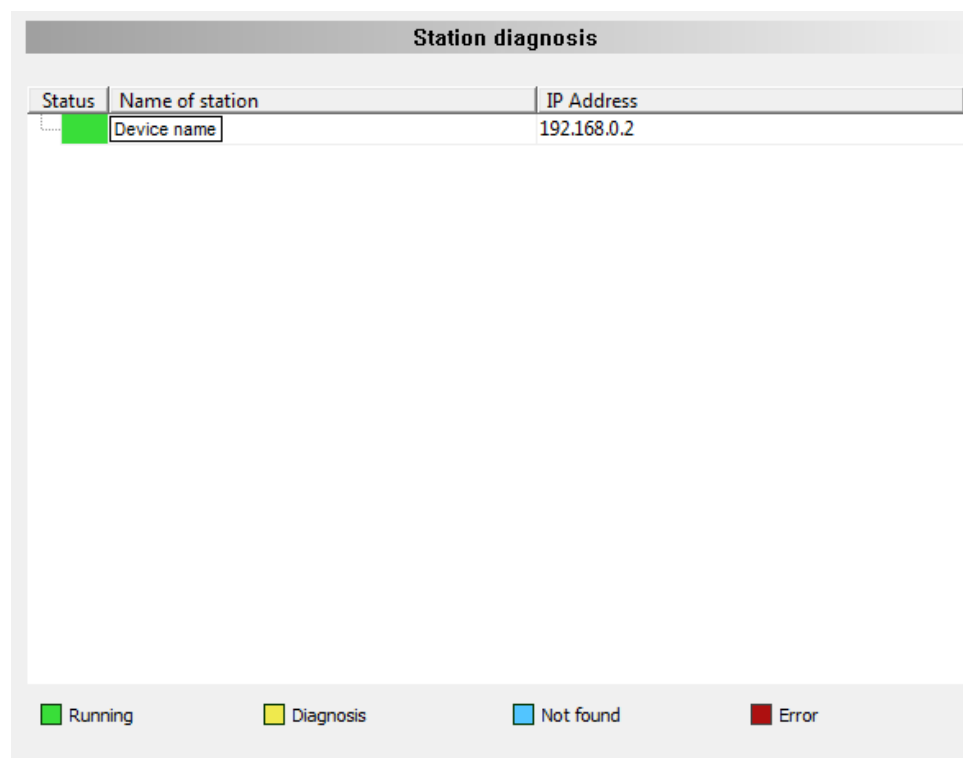 Station diagnosis
Status Name of station IP Address
Device name 192.168.0.2
Running Diagnosis Not found Error